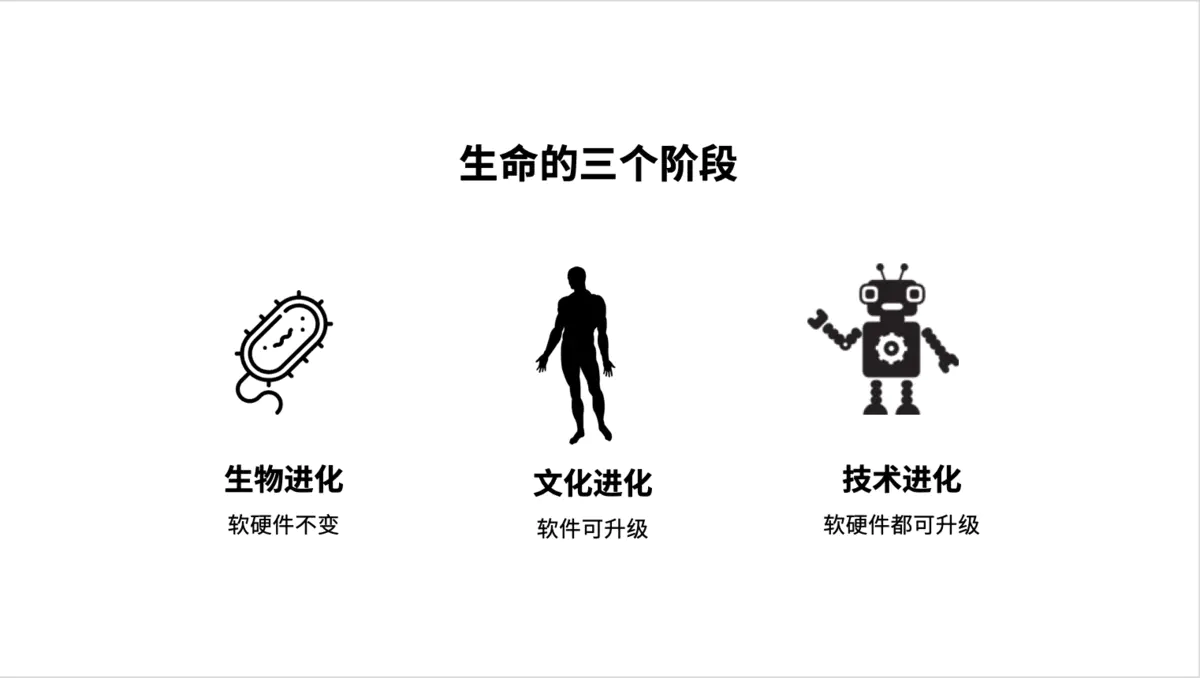 生命的三个阶段
生物进化
软硬件不变
文化进化
软件可升级
技术进化
软硬件都可升级